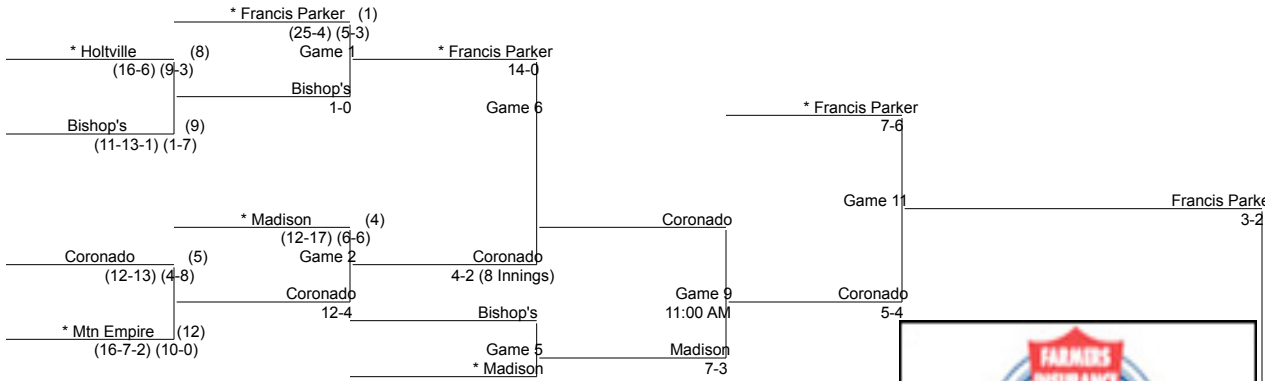 * Francis Parker (1)
(25-4) (5-3)
* Holtville (8)
Game 1
* Francis Parker
(16-6) (9-3)
14-0
Bishop's
1-0
Game 6
* Francis Parker
Bishop's (9)
7-6
(11-13-1) (1-7)
Game 11
Francis Parke
* Madison (4)
Coronado
3-2
(12-17) (6-6)
Coronado (5)
Game 2
Coronado
(12-13) (4-8)
4-2 (8 Innings)
Coronado
Game 9
Coronado
12-4
Bishop's
11:00 AM
5-4
* Mtn Empire (12)
(16-7-2) (10-0)
Game 5
Madison
* Madison
7-3
FARMERS
INSURANCE